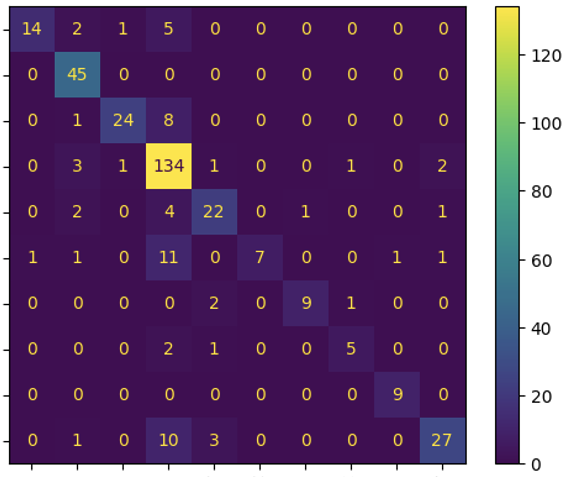 14 2 1 5 0 0 0 0 0 0
0 45 0 0 0 0 0 0 0 0
0 1 24 8 0 0 0 0 0 0
0 3 1 134 1 0 0 1 0 2
0 2 0 4 22 0 1 0 0 1
1 1 0 11 0 7 0 0 1 1
0 0 0 0 2 0 9 1 0 0
0 0 0 2 1 0 0 5 0 0
0 0 0 0 0 0 0 0 9 0
0 1 0 10 3 0 0 0 0 27
120
100
80
60
40
20
0